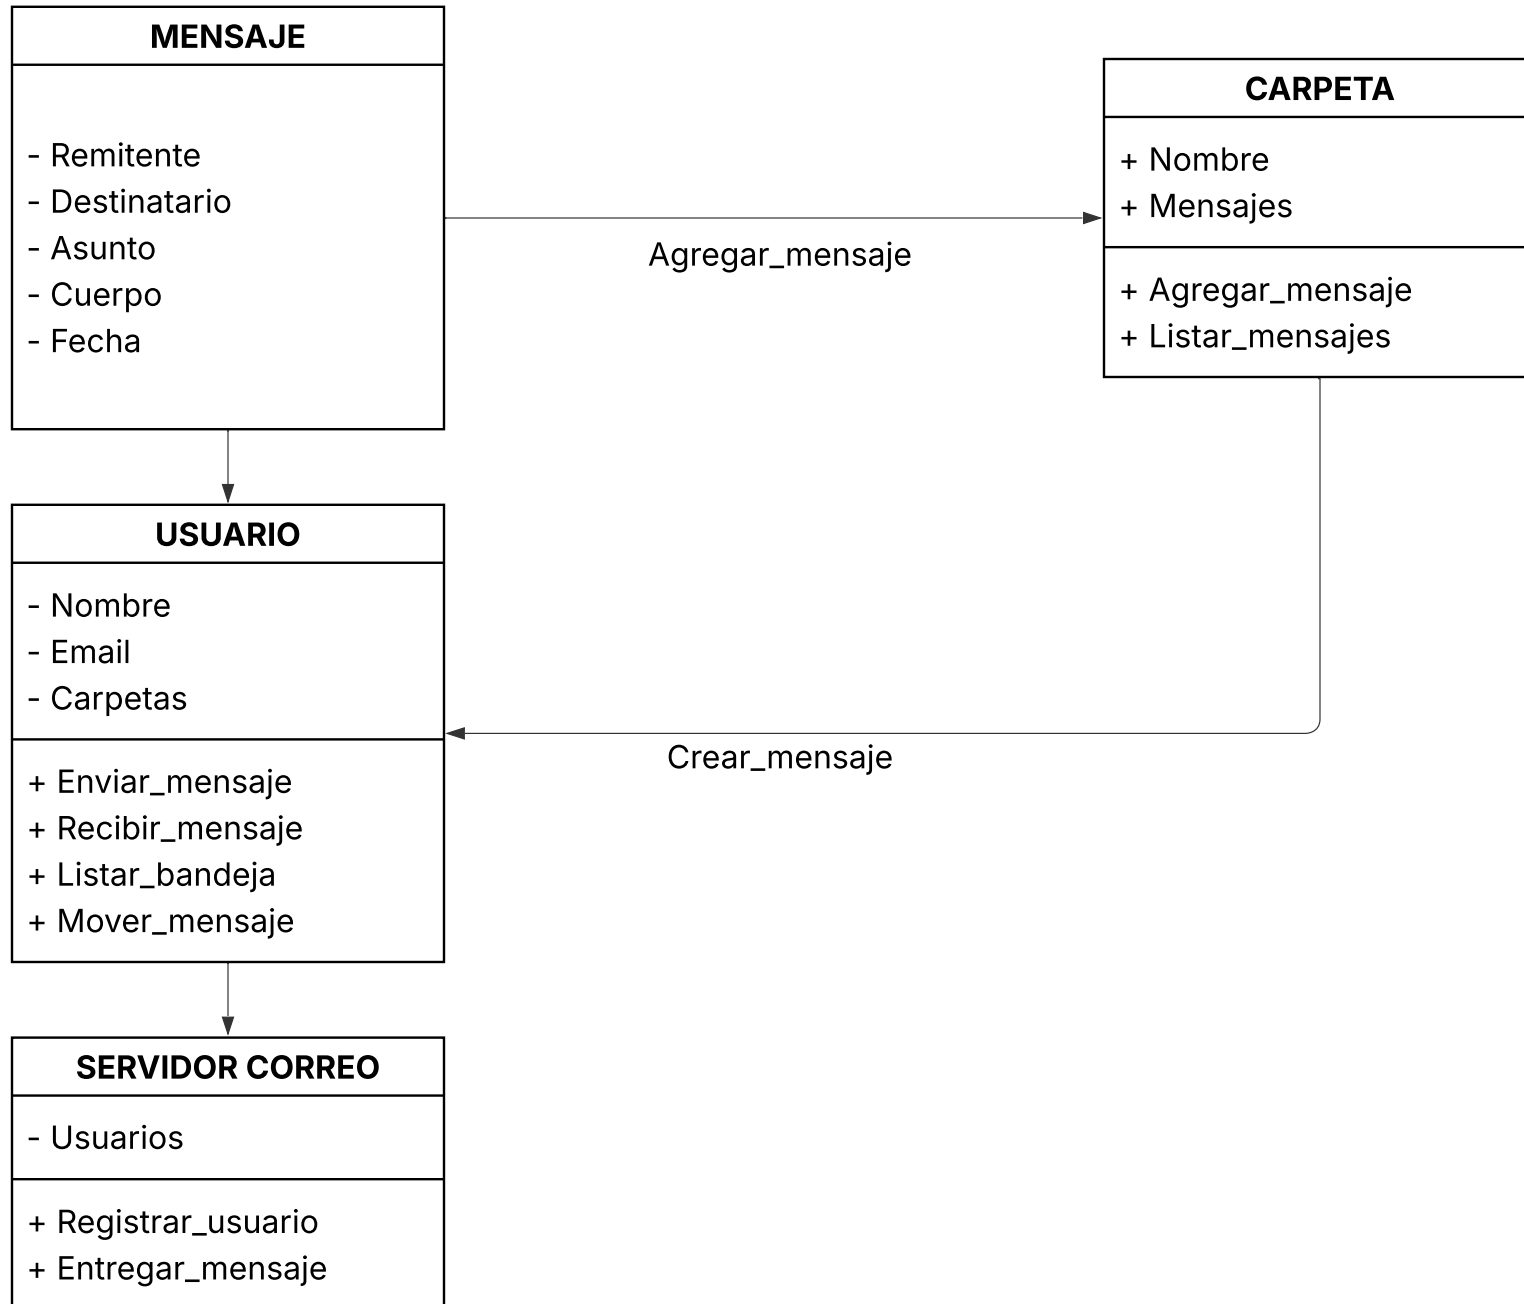 MENSAJE
- Remitente
- Destinatario
- Asunto
- Cuerpo
- Fecha
Agregar_mensaje
CARPETA
+ Nombre
+ Mensajes
+ Agregar_mensaje
+ Listar_mensajes
USUARIO
- Nombre
- Email
- Carpetas
+ Enviar_mensaje
+ Recibir_mensaje
+ Listar_bandeja
+ Mover_mensaje
Crear_mensaje
SERVIDOR CORREO
- Usuarios
+ Registrar_usuario
+ Entregar_mensaje